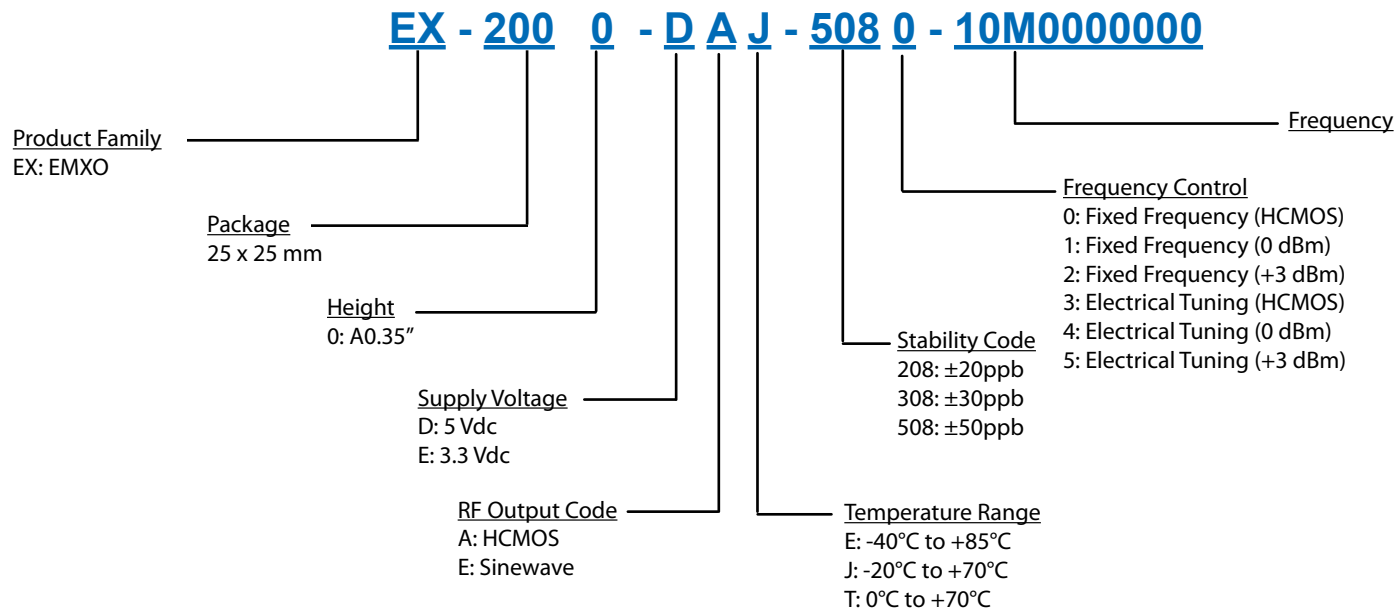 EX - 200 0 - D A J - 508 0 - 10M0000000
Product Family
EX: EMXO
Package
25 x 25 mm
Height
0: A0.35"
Supply Voltage
D: 5 Vdc
E: 3.3 Vdc
RF Output Code
A: HCMOS
E: Sinewave
Temperature Range
E: -40°C to +85°C
J: -20°C to +70°C
T: 0°C to +70°C
Stability Code
208: ±20ppb
308: ±30ppb
508: ±50ppb
Frequency Control
0: Fixed Frequency (HCMOS)
1: Fixed Frequency (0 dBm)
2: Fixed Frequency (+3 dBm)
3: Electrical Tuning (HCMOS)
4: Electrical Tuning (0 dBm)
5: Electrical Tuning (+3 dBm)
Frequency